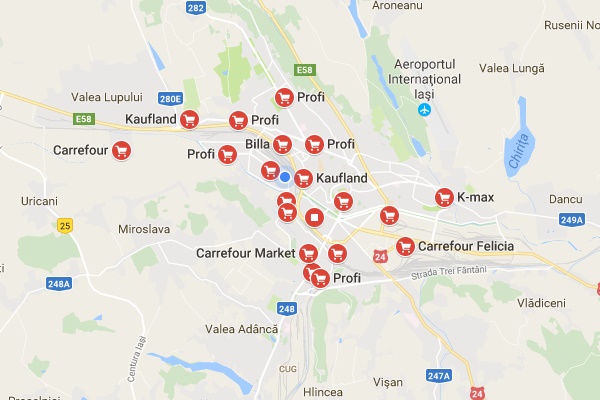 282
Aroneanu
Rusenii No
E58
Aeroportul
Internațional
Iași
Valea Lungă
Valea Lupului
280E
Profi
E58
Kaufland
Profi
Chirița
Carrefour
Billa
Profi
Profi
Kaufland
K-max
Uricani
Dancu
25
249A
Miroslava
Carrefour Market
24
Carrefour Felicia
ti
Strada Trei Fântâni
248A
Profi
248
Vlădiceni
Valea Adâncă
Centura Iași
CUG
247A
Vișan
Hlincea
24